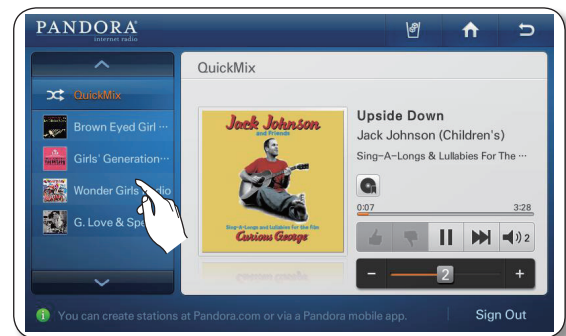 PANDORA
internet radio
QuickMix
Brown Eyed Girl ...
Girls' Generation...
Wonder Girls Radio
G. Love & Spe
QuickMix
Jack Johnson
and Friends
Sing-A-Longs and Lullabies for the film
Curious George
Upside Down
Jack Johnson (Children's)
Sing-A-Longs & Lullabies For The ...
0:07
3:28
2
- 2 +
You can create stations at Pandora.com or via a Pandora mobile app.
Sign Out